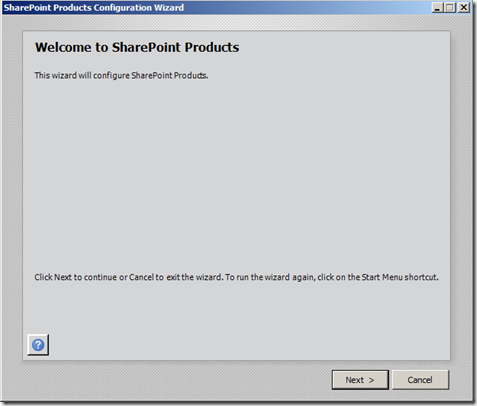 SharePoint Products Configuration Wizard
Welcome to SharePoint Products
This wizard will configure SharePoint Products.
Click Next to continue or Cancel to exit the wizard. To run the wizard again, click on the Start Menu shortcut.
?
Next >
Cancel